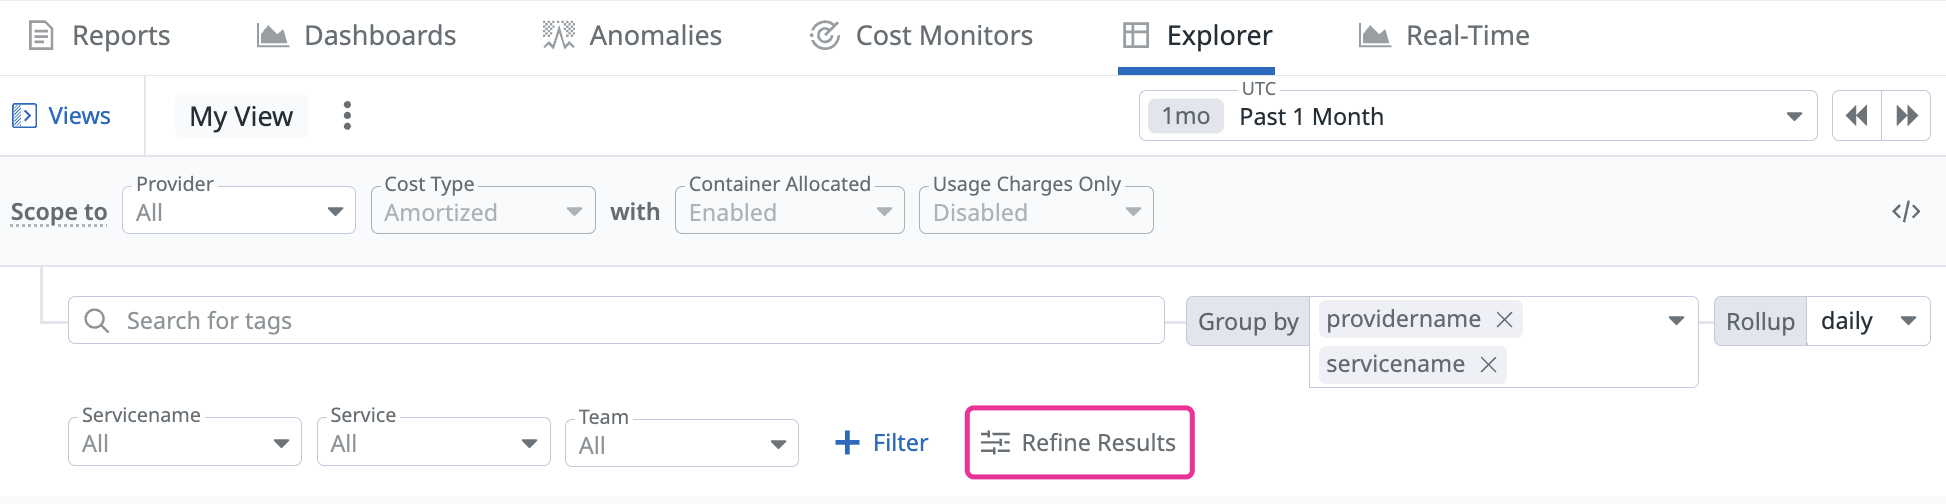 Reports Dashboards Anomalies Cost Monitors Explorer Real-Time
Views My View
UTC
1mo Past 1 Month
Scope to
Provider
All
Cost Type
Amortized
with
Container Allocated
Enabled
Usage Charges Only
Disabled
</>
Search for tags
Group by
providername
servicename
Rollup daily
Servicename
All
Service
All
Team
All
Filter
Refine Results